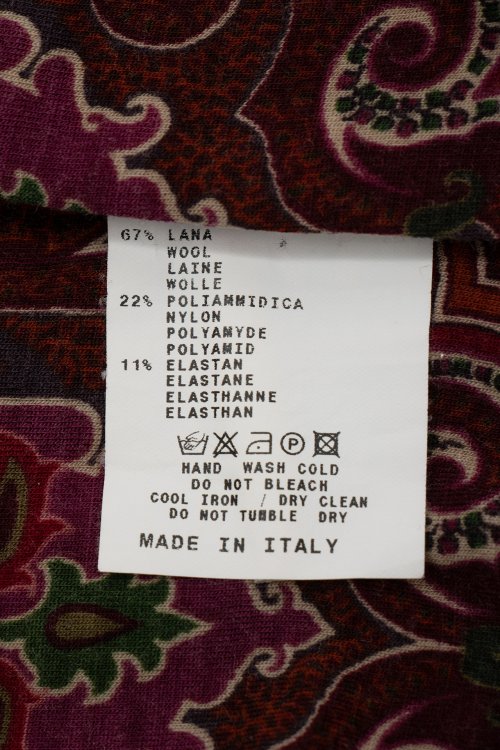 67% LANA
WOOL
LAINE
WOLLE
22% POLIAMMIDICA
NYLON
POLYAMYDE
POLYAMID
11% ELASTAN
ELASTANE
ELASTHANNE
ELASTHAN
P
HAND WASH COLD
DO NOT BLEACH
COOL IRON / DRY CLEAN
DO NOT TUMBLE DRY
MADE IN ITALY